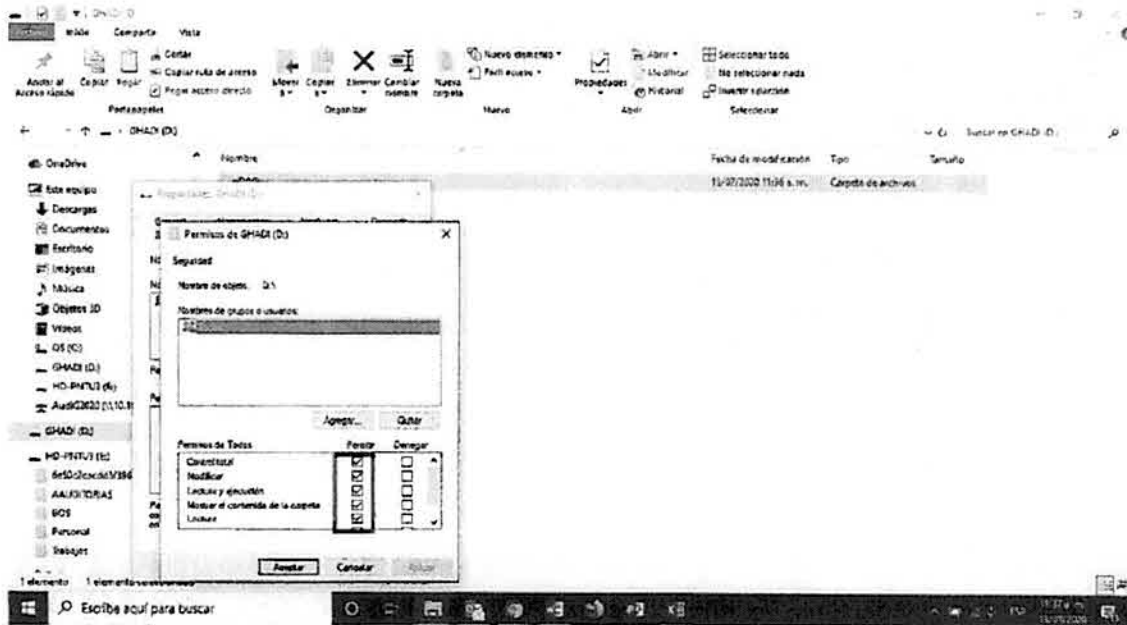 GHADI (D:)
Inicio Compartir Vista
Anclar al
Acceso rápido
Copiar
Pegar
Cortar
Copiar ruta de acceso
Pegar acceso directo
Portapapeles
Mover
a
Copiar
a
Eliminar
Cambiar
nombre
Organizar
Nueva
carpeta
Nuevo elemento
Fácil acceso
Nuevo
Propiedades
Abrir
Modificar
Historial
Abrir
Seleccionar todo
No seleccionar nada
Invertir selección
Seleccionar
GHADI (D:)
Buscar en GHADI (D:)
Nombre Fecha de modificación Tipo Tamaño
11:36 a. m. Carpeta de archivos
OneDrive
Este equipo
Descargas
Documentos
Escritorio
Imágenes
Música
Objetos 3D
Vídeos
OS (C:)
GHADI (D:)
HD-PNTU3 (E:)
GHADI (D:)
HD-PNTU3 (E:)
AAUDITORIAS
BOS
Personal
Trabajos
1 elemento
Permisos de GHADI (D:)
Seguridad
Nombre de objeto: D:\
Nombres de grupos o usuarios:
Agregar... Quitar
Permisos de Todos Permitir Denegar
Control total
Modificar
Lectura y ejecución
Mostrar el contenido de la carpeta
Lectura
Aceptar Cancelar Aplicar
Escribe aquí para buscar